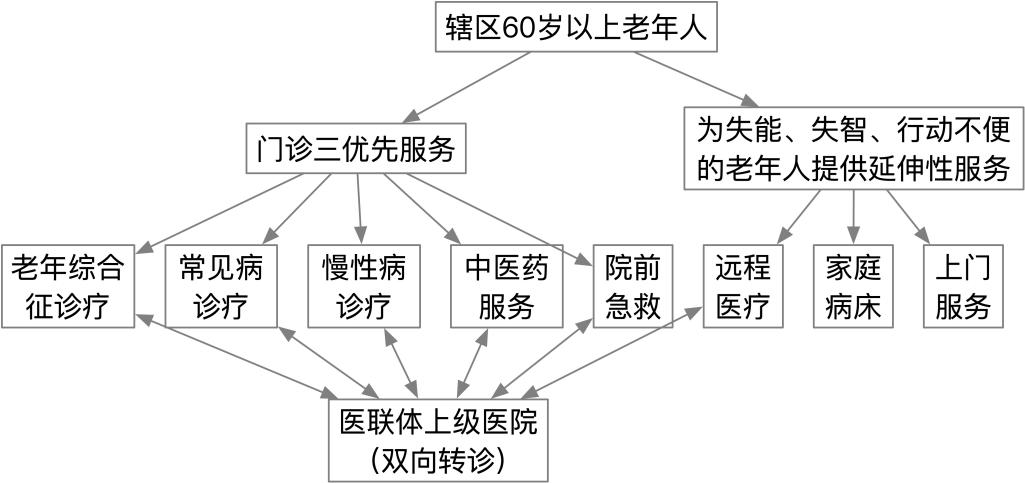 辖区60岁以上老年人
门诊三优先服务
为失能、失智、行动不便
的老年人提供延伸性服务
老年综合
征诊疗
常见病
诊疗
慢性病
诊疗
中医药
服务
院前
急救
远程
医疗
家庭
病床
上门
服务
医联体上级医院
（双向转诊）